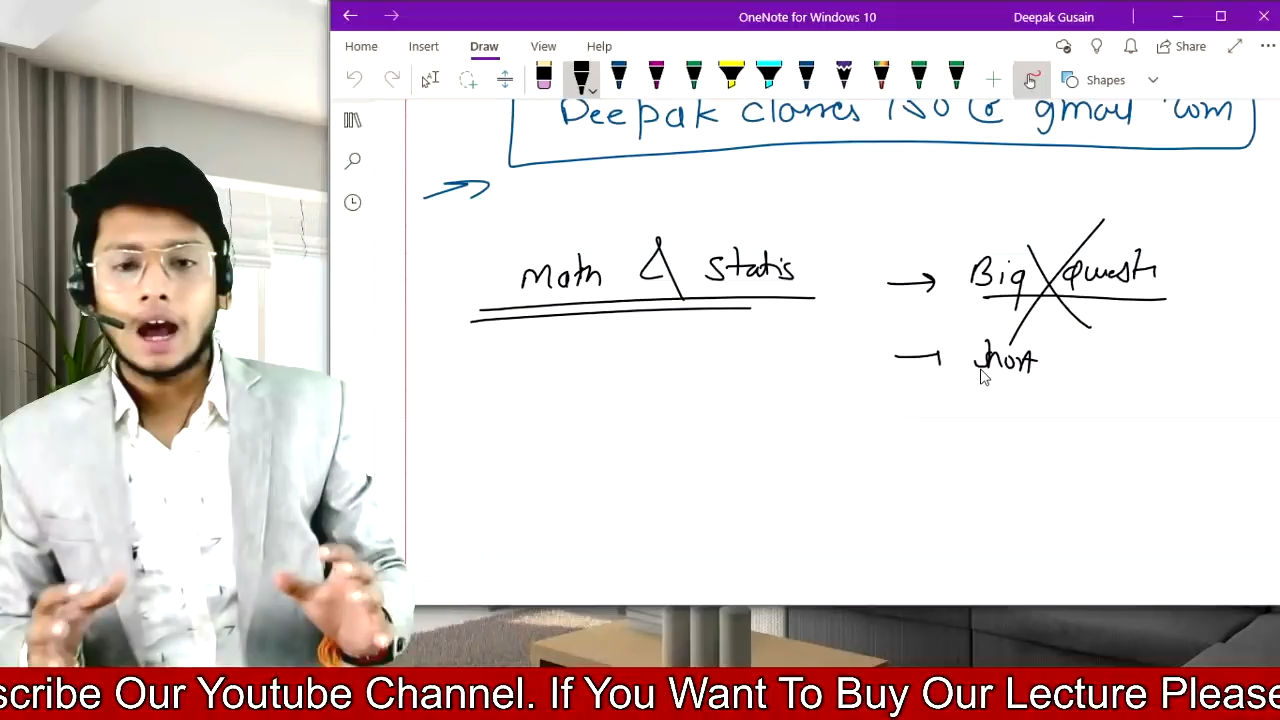 OneNote for Windows 10
Deepak Gusain
Home Insert Draw View Help
Share
Shapes
Deepak classes 150 @ gmail .com
Math & Statis → Big Questi
→ short
scribe Our Youtube Channel. If You Want To Buy Our Lecture Please